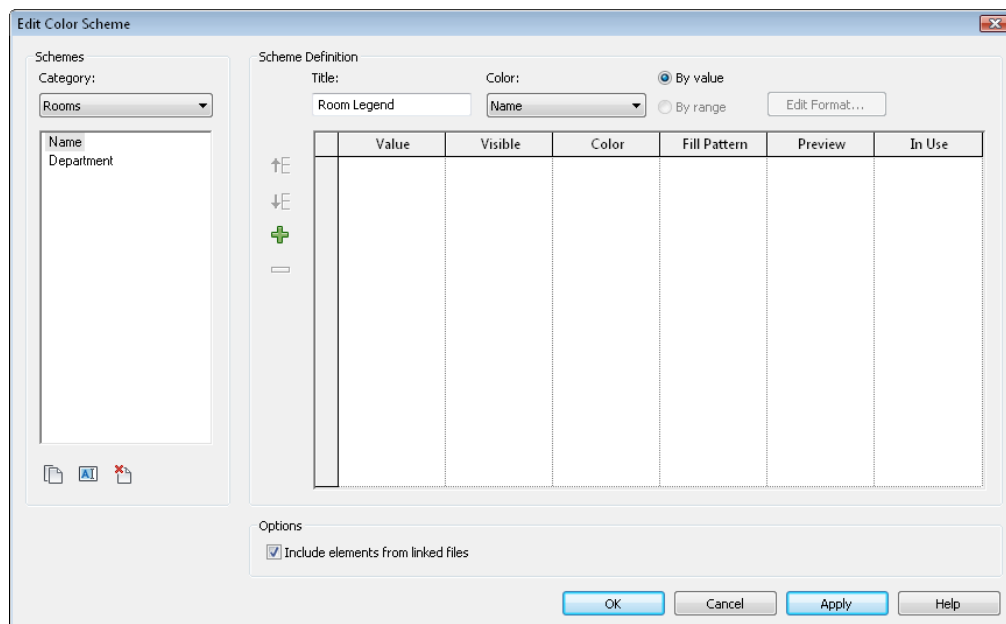 Edit Color Scheme
Schemes
Category:
Rooms
Name
Department
Scheme Definition
Title:
Color:
Room Legend
Name
By value
By range
Edit Format...
Value Visible Color Fill Pattern Preview In Use
E
E
AI
Options
Include elements from linked files
OK Cancel Apply Help